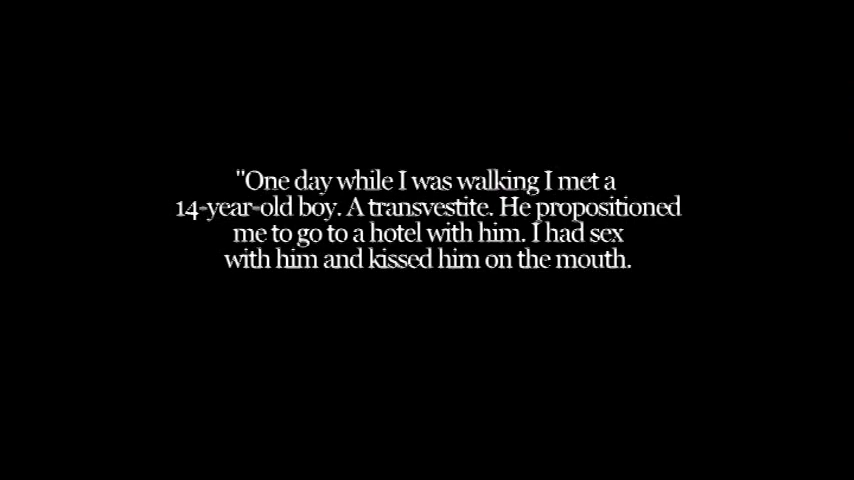 "One day while I was walking I met a
14-year-old boy. A transvestite. He propositioned
me to go to a hotel with him. I had sex
with him and kissed him on the mouth.